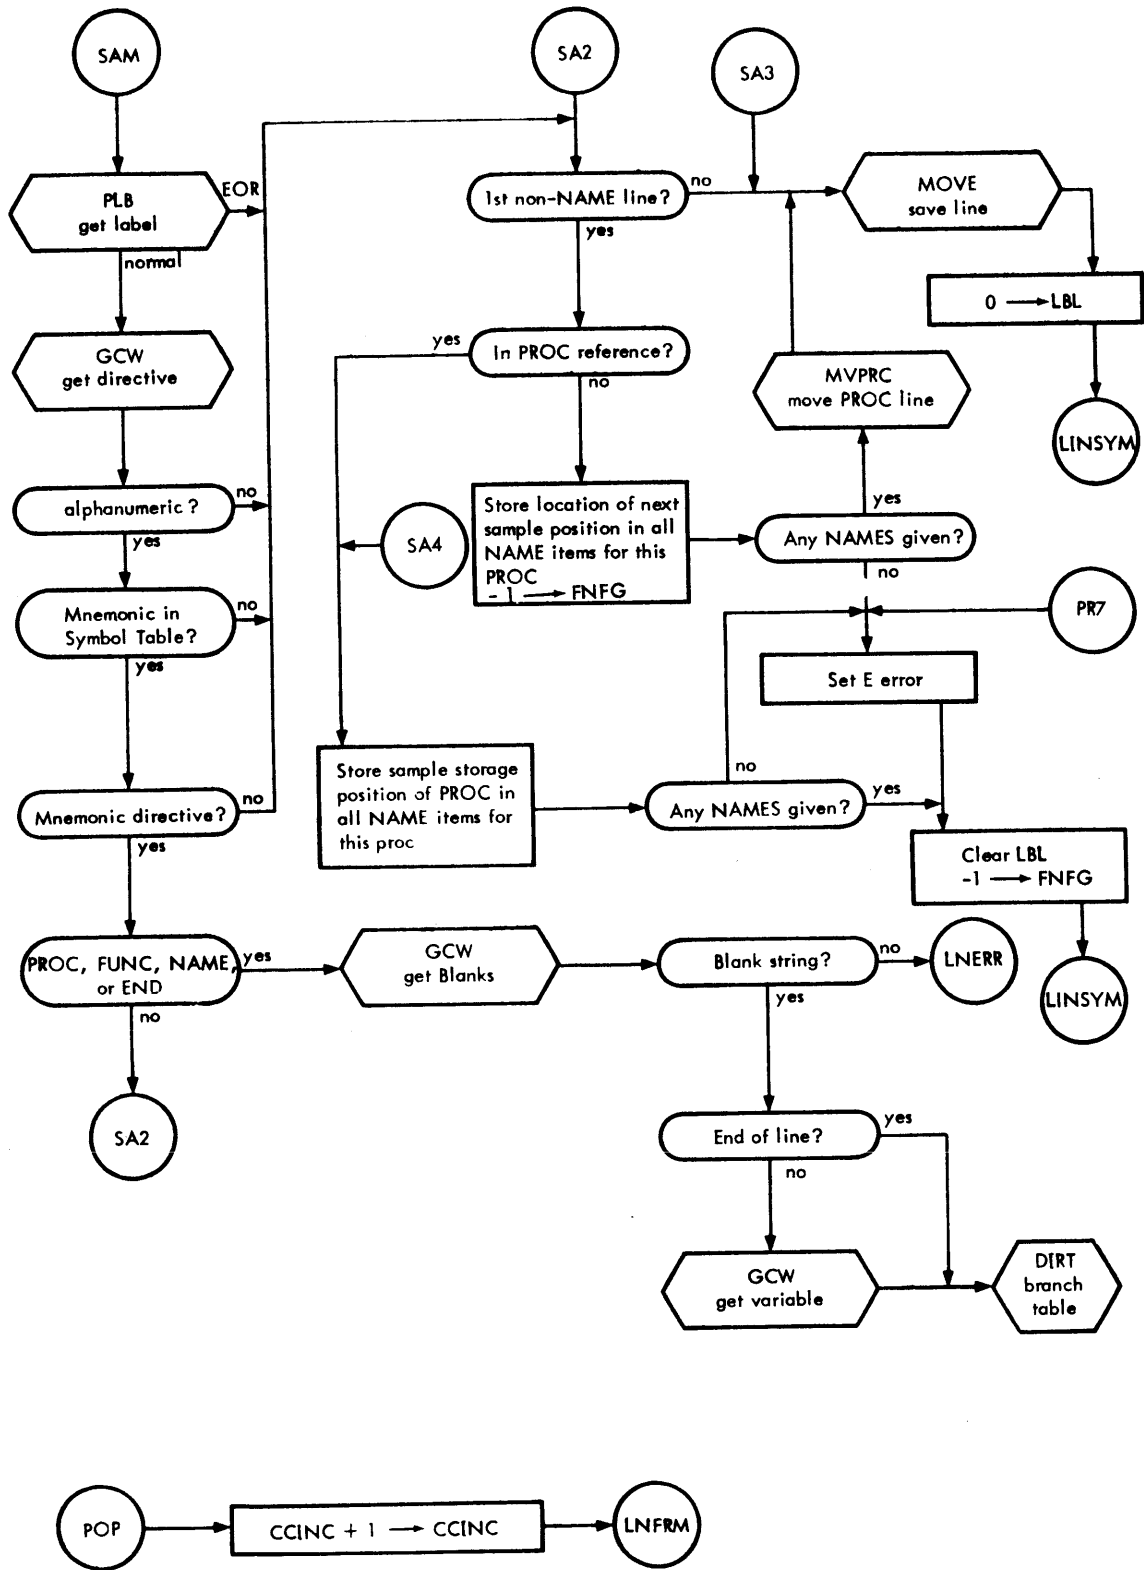 SAM
SA2
SA3
PLB
get label
EOR
normal
1st non-NAME line?
no
yes
MOVE
save line
0 → LBL
LINSYM
GCW
get directive
In PROC reference?
yes
no
MVPRC
move PROC line
yes
alphanumeric?
no
yes
SA4
Store location of next
sample position in all
NAME items for this
PROC
-1 → FNFG
Any NAMES given?
no
Mnemonic in
Symbol Table?
no
yes
PR7
Set E error
Store sample storage
position of PROC in
all NAME items for
this proc
no
Any NAMES given?
yes
Mnemonic directive?
no
yes
Clear LBL
-1 → FNFG
LINSYM
PROC, FUNC, NAME,
or END
yes
no
GCW
get Blanks
Blank string?
no
yes
LNERR
SA2
End of line?
yes
no
GCW
get variable
DIRT
branch
table
POP
CCINC + 1 → CCINC
LNFRM